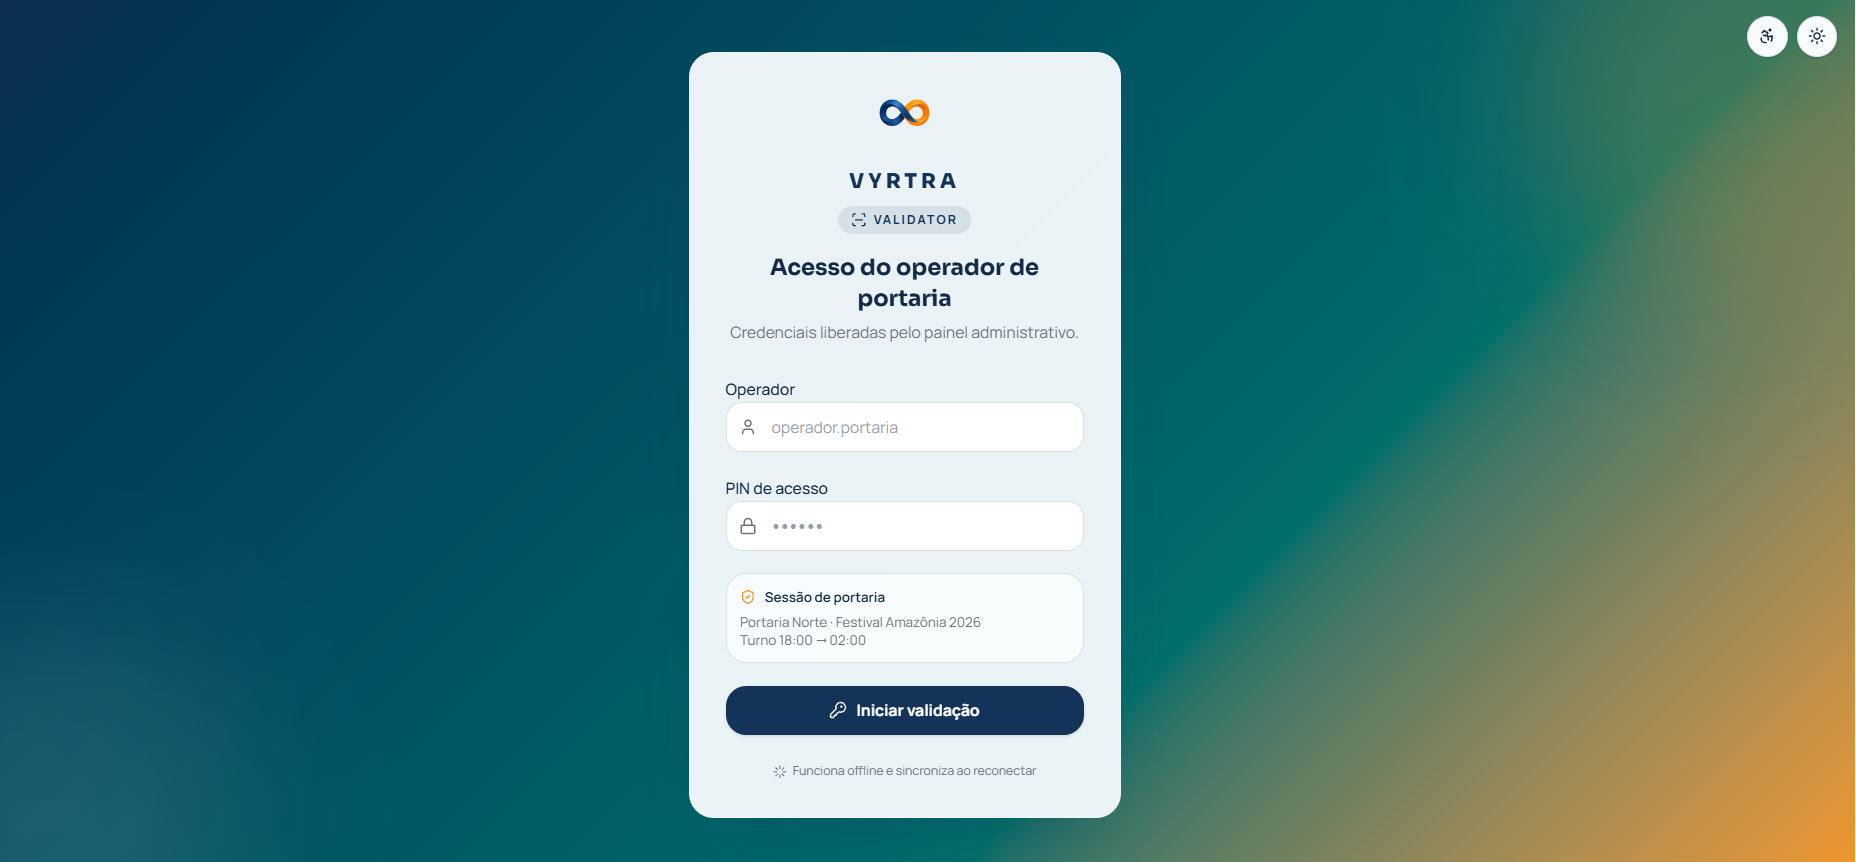 VYRTRA
VALIDATOR
Acesso do operador de
portaria
Credenciais liberadas pelo painel administrativo.
Operador
operador.portaria
PIN de acesso
••••••
Sessão de portaria
Portaria Norte · Festival Amazônia 2026
Turno 18:00 → 02:00
Iniciar validação
Funciona offline e sincroniza ao reconectar